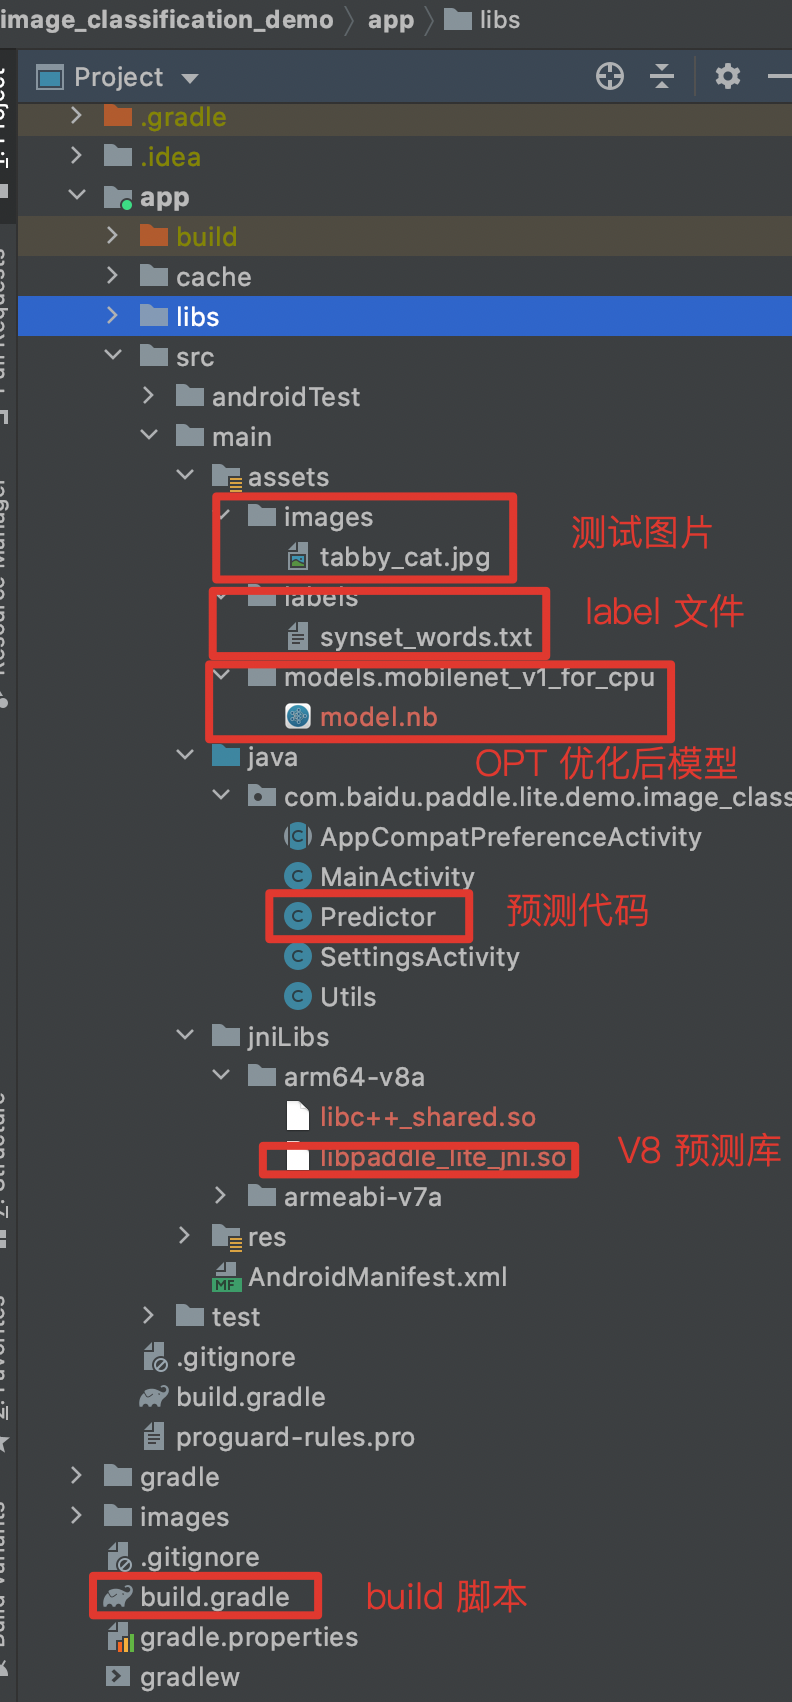 image_classification_demo
app
libs
Project
.gradle
.idea
app
build
cache
libs
src
androidTest
main
assets
images
测试图片
tabby_cat.jpg
labels
label 文件
synset_words.txt
models.mobilenet_v1_for_cpu
model.nb
java
OPT 优化后模型
com.baidu.paddle.lite.demo.image_class
AppCompatPreferenceActivity
MainActivity
Predictor
预测代码
SettingsActivity
Utils
jniLibs
arm64-v8a
libc++_shared.so
libpaddle_lite_jni.so
V8 预测库
armeabi-v7a
res
MF AndroidManifest.xml
test
.gitignore
build.gradle
proguard-rules.pro
gradle
images
.gitignore
build.gradle
build 脚本
gradle.properties
gradlew